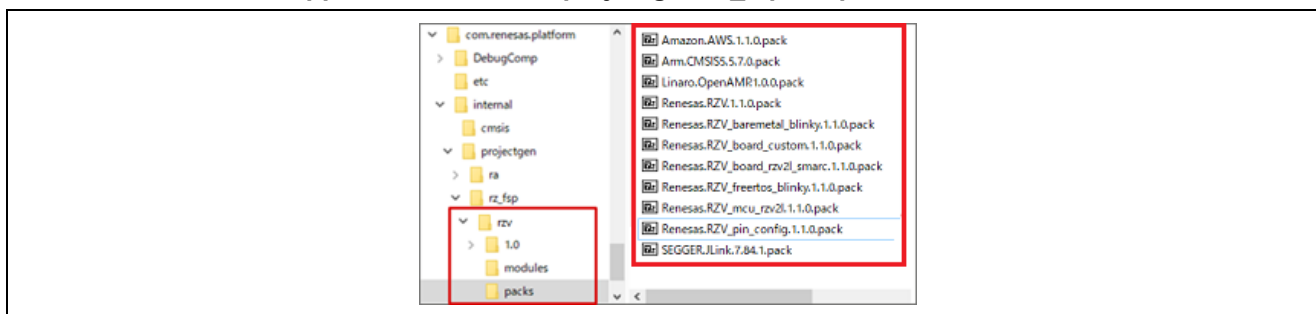 com.renesas.platform
DebugComp
etc
internal
cmsis
projectgen
ra
rz_fsp
rzv
1.0
modules
packs
Amazon.AWS.1.1.0.pack
Arm.CMSIS5.5.7.0.pack
Linaro.OpenAMP.1.0.0.pack
Renesas.RZV.1.1.0.pack
Renesas.RZV_baremetal_blinky.1.1.0.pack
Renesas.RZV_board_custom.1.1.0.pack
Renesas.RZV_board_rzv2l_smarc.1.1.0.pack
Renesas.RZV_freertos_blinky.1.1.0.pack
Renesas.RZV_mcu_rzv2l.1.1.0.pack
Renesas.RZV_pin_config.1.1.0.pack
SEGGER.JLink.7.84.1.pack